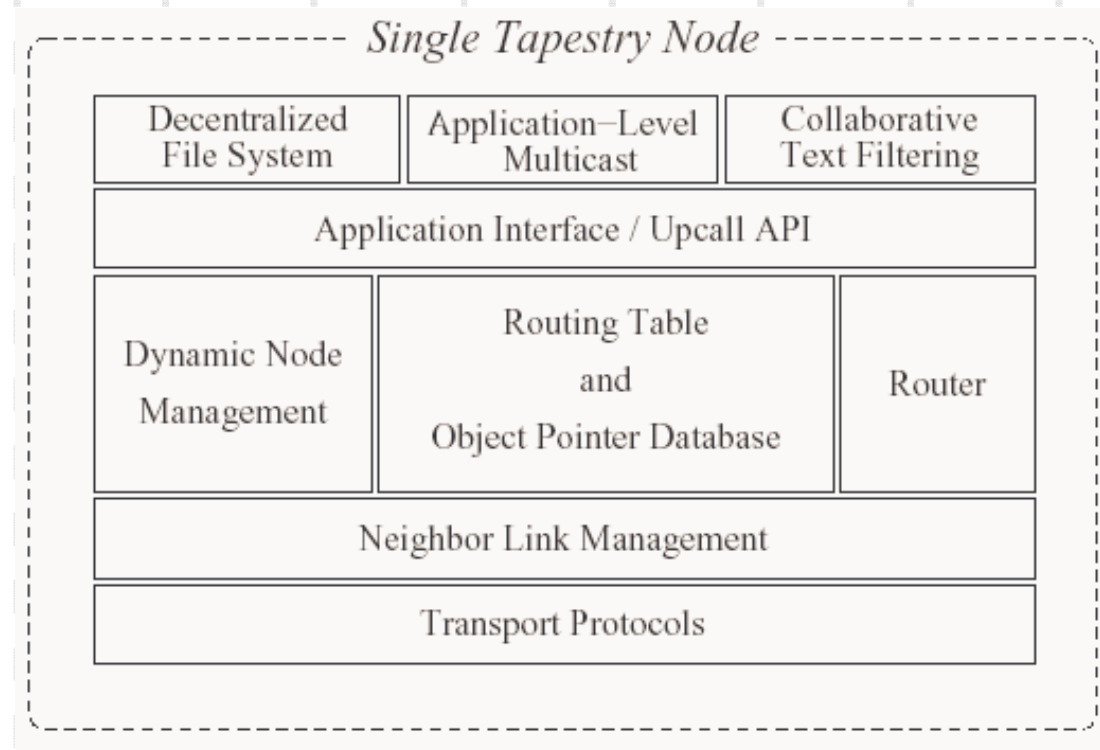 Single Tapestry Node
Decentralized
File System
Application−Level
Multicast
Collaborative
Text Filtering
Application Interface / Upcall API
Dynamic Node
Management
Routing Table
and
Object Pointer Database
Router
Neighbor Link Management
Transport Protocols